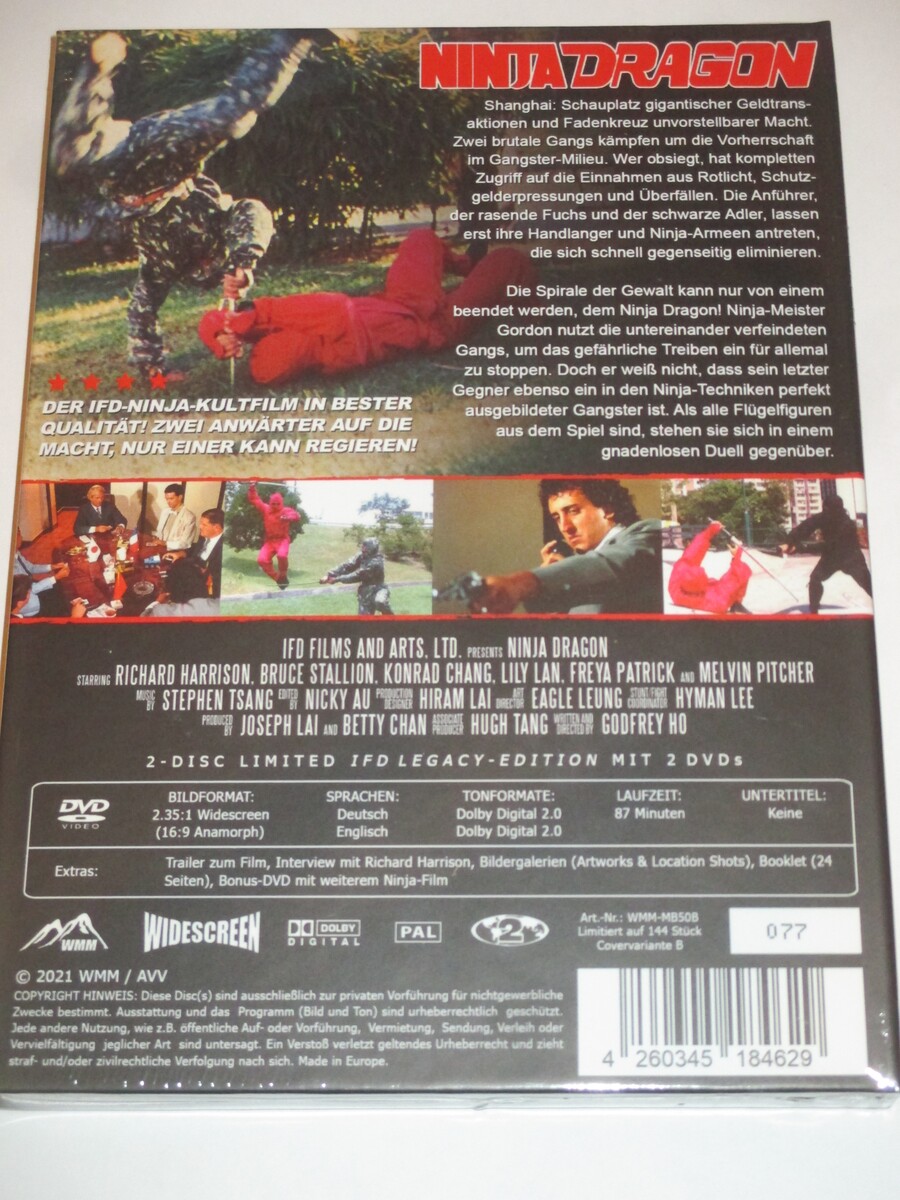 NINJA DRAGON
Shanghai: Schauplatz gigantischer Geldtrans-
aktionen und Fadenkreuz unvorstellbarer Macht.
Zwei brutale Gangs kämpfen um die Vorherrschaft
im Gangster-Milieu. Wer obsiegt, hat kompletten
Zugriff auf die Einnahmen aus Rotlicht, Schutz-
gelderpressungen und Überfällen. Die Anführer,
der rasende Fuchs und der schwarze Adler, lassen
erst ihre Handlanger und Ninja-Armeen antreten,
die sich schnell gegenseitig eliminieren.
Die Spirale der Gewalt kann nur von einem
beendet werden, dem Ninja Dragon! Ninja-Meister
Gordon nutzt die untereinander verfeindeten
Gangs, um das gefährliche Treiben ein für allemal
zu stoppen. Doch er weiß nicht, dass sein letzter
Gegner ebenso ein in den Ninja-Techniken perfekt
ausgebildeter Gangster ist. Als alle Flügelfiguren
aus dem Spiel sind, stehen sie sich in einem
gnadenlosen Duell gegenüber.
DER IFD-NINJA-KULTFILM IN BESTER
QUALITÄT! ZWEI ANWÄRTER AUF DIE
MACHT, NUR EINER KANN REGIEREN!
IFD FILMS AND ARTS, LTD. PRESENTS NINJA DRAGON
STARRING RICHARD HARRISON, BRUCE STALLION, KONRAD CHANG, LILY LAN, FREYA PATRICK AND MELVIN PITCHER
MUSIC BY STEPHEN TSANG EDITED BY NICKY AU PRODUCTION DESIGNER HIRAM LAI ART DIRECTOR EAGLE LEUNG STUNT/FIGHT COORDINATOR HYMAN LEE
PRODUCED BY JOSEPH LAI AND BETTY CHAN ASSOCIATE PRODUCER HUGH TANG WRITTEN AND DIRECTED BY GODFREY HO
2-DISC LIMITED IFD LEGACY-EDITION MIT 2 DVDs
DVD VIDEO
BILDFORMAT: SPRACHEN: TONFORMATE: LAUFZEIT: UNTERTITEL:
2.35:1 Widescreen Deutsch Dolby Digital 2.0 87 Minuten Keine
(16:9 Anamorph) Englisch Dolby Digital 2.0
Extras: Trailer zum Film, Interview mit Richard Harrison, Bildergalerien (Artworks & Location Shots), Booklet (24
Seiten), Bonus-DVD mit weiterem Ninja-Film
WMM WIDESCREEN DOLBY DIGITAL PAL 2
Art.-Nr.: WMM-MB50B
Limitiert auf 144 Stück
Covervariante B
077
© 2021 WMM / AVV
COPYRIGHT HINWEIS: Diese Disc(s) sind ausschließlich zur privaten Vorführung für nichtgewerbliche
Zwecke bestimmt. Ausstattung und das Programm (Bild und Ton) sind urheberrechtlich geschützt.
Jede andere Nutzung, wie z.B. öffentliche Auf- oder Vorführung, Vermietung, Sendung, Verleih oder
Vervielfältigung jeglicher Art sind untersagt. Ein Verstoß verletzt geltendes Urheberrecht und zieht
straf- und/oder zivilrechtliche Verfolgung nach sich. Made in Europe.
4 260345 184629